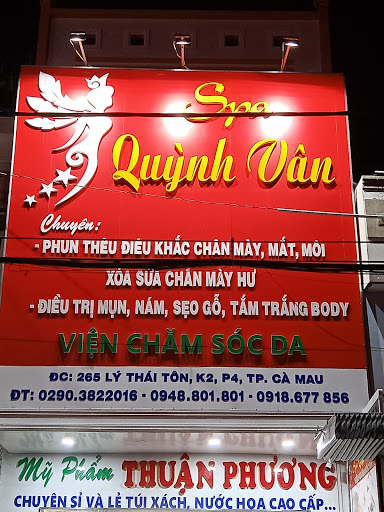 Spa
Quỳnh Vân
Chuyên:
- PHUN THÊU ĐIÊU KHẮC CHÂN MÀY, MẮT, MÔI
XÓA SỬA CHÂN MÀY HƯ
- ĐIỀU TRỊ MỤN, NÁM, SẸO GỖ, TẮM TRẮNG BODY
VIỆN CHĂM SÓC DA
ĐC: 265 LÝ THÁI TÔN, K2, P4, TP. CÀ MAU
ĐT: 0290.3822016 - 0948.801.801 - 0918.677 856
Mỹ Phẩm THUẬN PHƯƠNG
CHUYÊN SỈ VÀ LẺ TÚI XÁCH, NƯỚC HOA CAO CẤP...